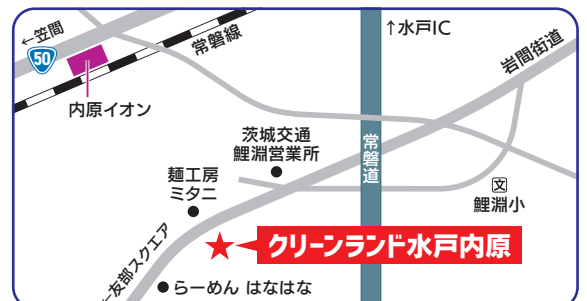 ←笠間
50
常磐線
↑水戸IC
岩間街道
内原イオン
茨城交通
鯉淵営業所
常磐道
麺工房
ミタニ
文
鯉淵小
クリーンランド水戸内原
←友部スクエア
らーめん はなはな